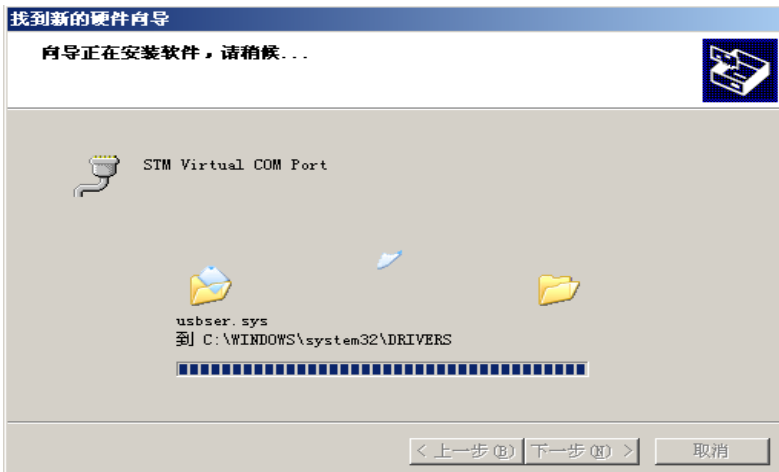 找到新的硬件向导
向导正在安装软件，请稍候...
STM Virtual COM Port
usbser.sys
到 C:\WINDOWS\system32\DRIVERS
< 上一步(B) 下一步(N) > 取消